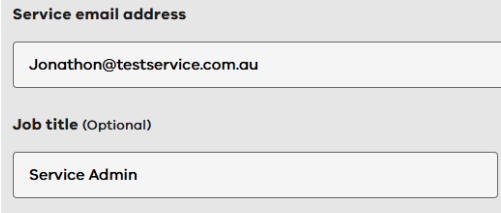 Service email address
Jonathon@testservice.com.au
Job title (Optional)
Service Admin